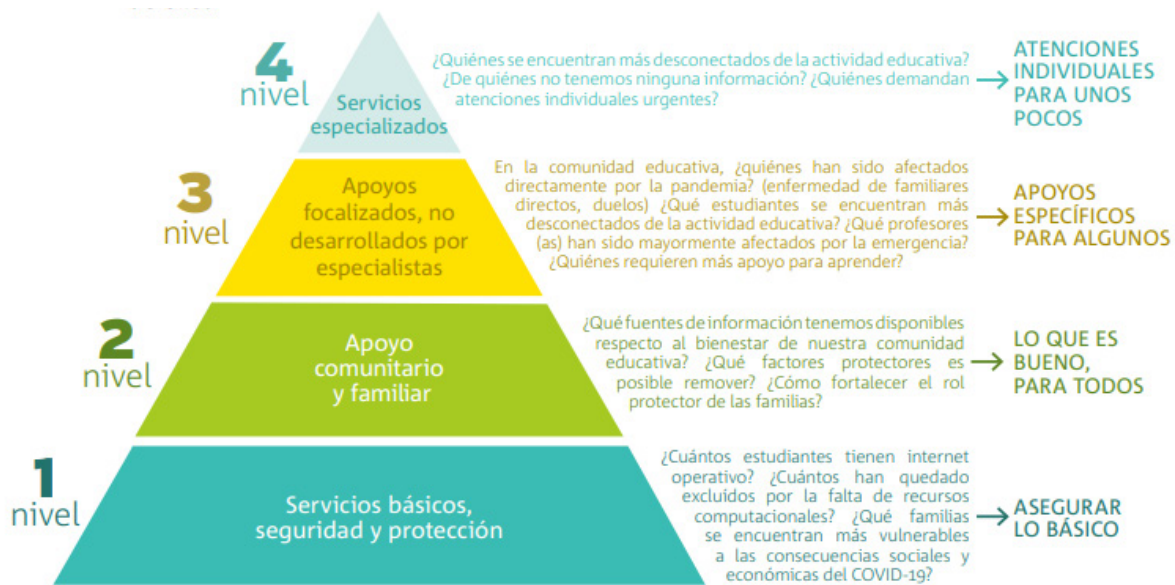 4
nivel
Servicios
especializados
¿Quiénes se encuentran más desconectados de la actividad educativa?
¿De quiénes no tenemos ninguna información? ¿Quiénes demandan
atenciones individuales urgentes?
ATENCIONES
INDIVIDUALES
PARA UNOS
POCOS
3
nivel
Apoyos
focalizados, no
desarrollados por
especialistas
En la comunidad educativa, ¿quiénes han sido afectados
directamente por la pandemia? (enfermedad de familiares
directos, duelos) ¿Qué estudiantes se encuentran más
desconectados de la actividad educativa? ¿Qué profesores
(as) han sido mayormente afectados por la emergencia?
¿Quiénes requieren más apoyo para aprender?
APOYOS
ESPECÍFICOS
PARA ALGUNOS
2
nivel
Apoyo
comunitario
y familiar
¿Qué fuentes de información tenemos disponibles
respecto al bienestar de nuestra comunidad
educativa? ¿Qué factores protectores es
posible remover? ¿Cómo fortalecer el rol
protector de las familias?
LO QUE ES
BUENO,
PARA TODOS
1
nivel
Servicios básicos,
seguridad y protección
¿Cuántos estudiantes tienen internet
operativo? ¿Cuántos han quedado
excluidos por la falta de recursos
computacionales? ¿Qué familias
se encuentran más vulnerables
a las consecuencias sociales y
económicas del COVID-19?
ASEGURAR
LO BÁSICO